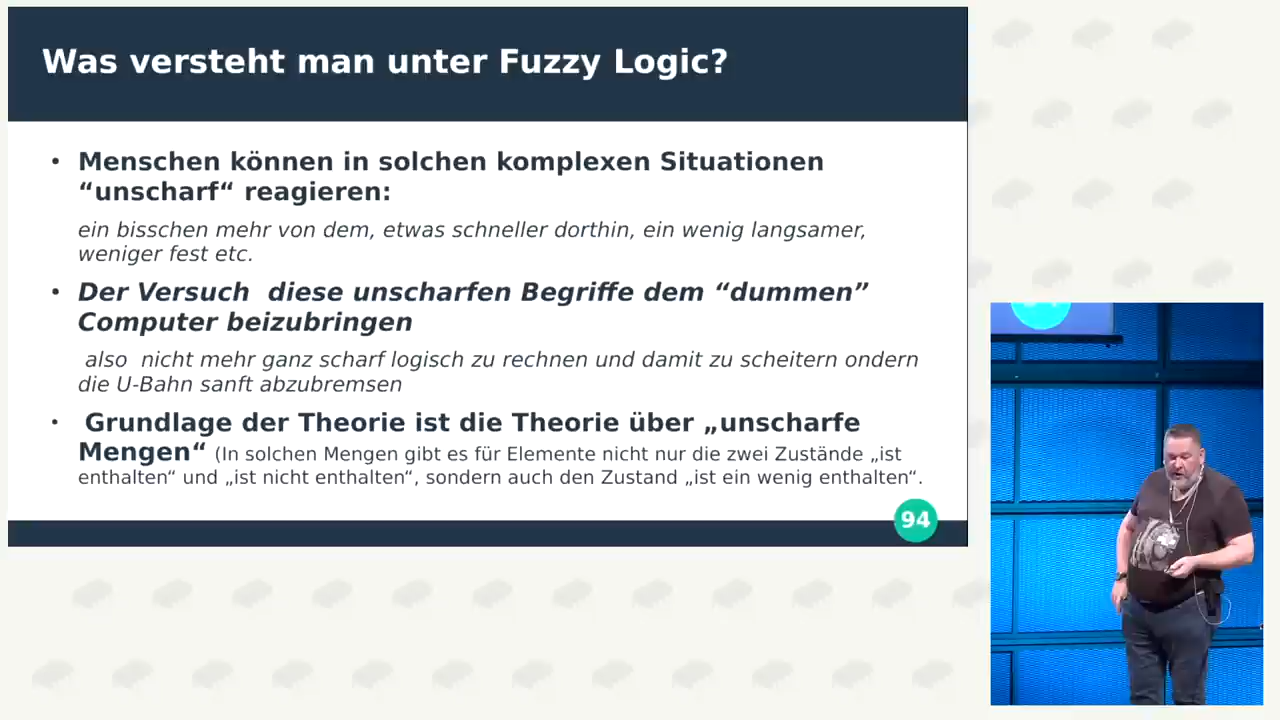 Was versteht man unter Fuzzy Logic?
• Menschen können in solchen komplexen Situationen
“unscharf“ reagieren:
ein bisschen mehr von dem, etwas schneller dorthin, ein wenig langsamer,
weniger fest etc.
• Der Versuch  diese unscharfen Begriffe dem “dummen”
Computer beizubringen
also  nicht mehr ganz scharf logisch zu rechnen und damit zu scheitern ondern
die U-Bahn sanft abzubremsen
• Grundlage der Theorie ist die Theorie über „unscharfe
Mengen“ (In solchen Mengen gibt es für Elemente nicht nur die zwei Zustände „ist
enthalten“ und „ist nicht enthalten“, sondern auch den Zustand „ist ein wenig enthalten“.
94